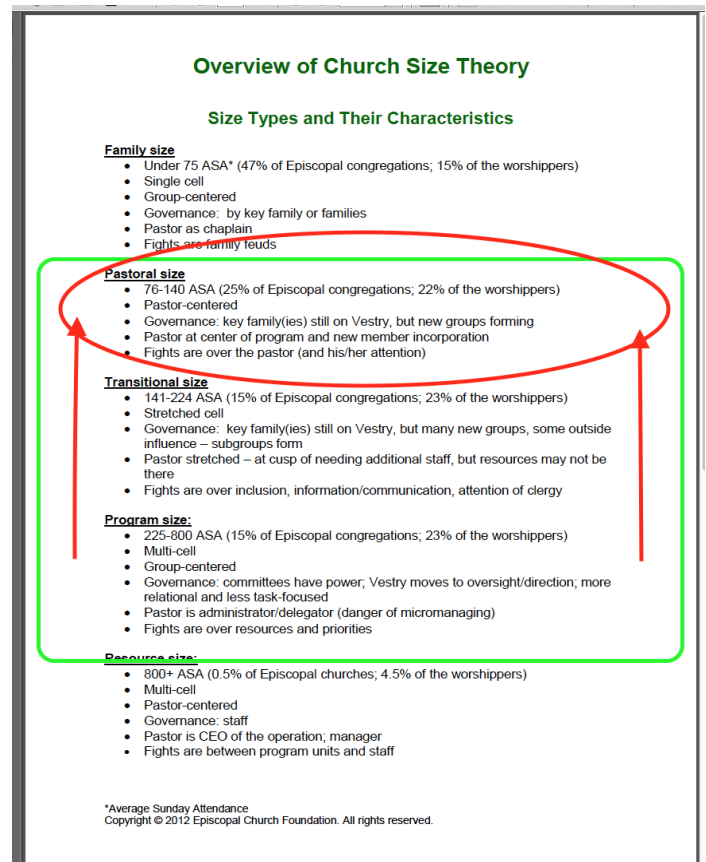 Overview of Church Size Theory
Size Types and Their Characteristics
Family size
• Under 75 ASA* (47% of Episcopal congregations; 15% of the worshippers)
• Single cell
• Group-centered
• Governance:  by key family or families
• Pastor as chaplain
• Fights are family feuds
Pastoral size
• 76-140 ASA (25% of Episcopal congregations; 22% of the worshippers)
• Pastor-centered
• Governance: key family(ies) still on Vestry, but new groups forming
• Pastor at center of program and new member incorporation
• Fights are over the pastor (and his/her attention)
Transitional size
• 141-224 ASA (15% of Episcopal congregations; 23% of the worshippers)
• Stretched cell
• Governance:  key family(ies) still on Vestry, but many new groups, some outside
influence – subgroups form
• Pastor stretched – at cusp of needing additional staff, but resources may not be
there
• Fights are over inclusion, information/communication, attention of clergy
Program size:
• 225-800 ASA (15% of Episcopal congregations; 23% of the worshippers)
• Multi-cell
• Group-centered
• Governance: committees have power; Vestry moves to oversight/direction; more
relational and less task-focused
• Pastor is administrator/delegator (danger of micromanaging)
• Fights are over resources and priorities
Resource size:
• 800+ ASA (0.5% of Episcopal churches; 4.5% of the worshippers)
• Multi-cell
• Pastor-centered
• Governance: staff
• Pastor is CEO of the operation; manager
• Fights are between program units and staff
*Average Sunday Attendance
Copyright © 2012 Episcopal Church Foundation. All rights reserved.